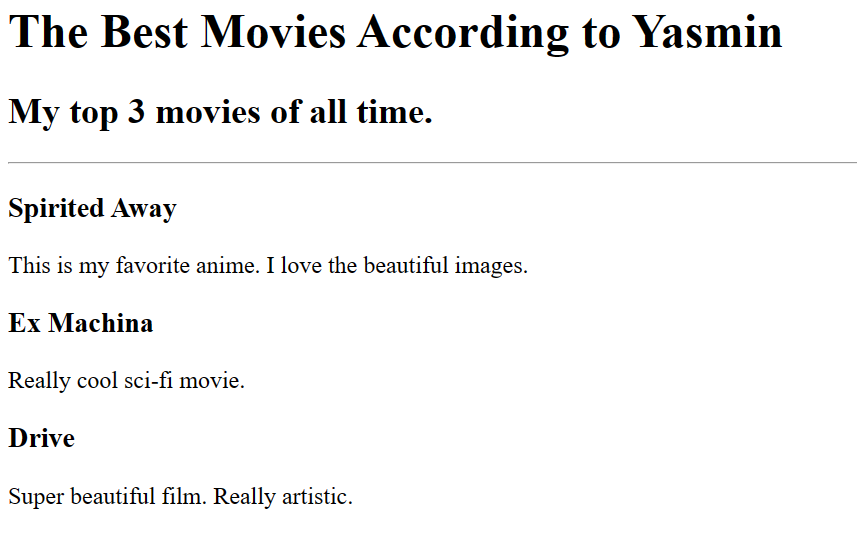 The Best Movies According to Yasmin
My top 3 movies of all time.
Spirited Away
This is my favorite anime. I love the beautiful images.
Ex Machina
Really cool sci-fi movie.
Drive
Super beautiful film. Really artistic.